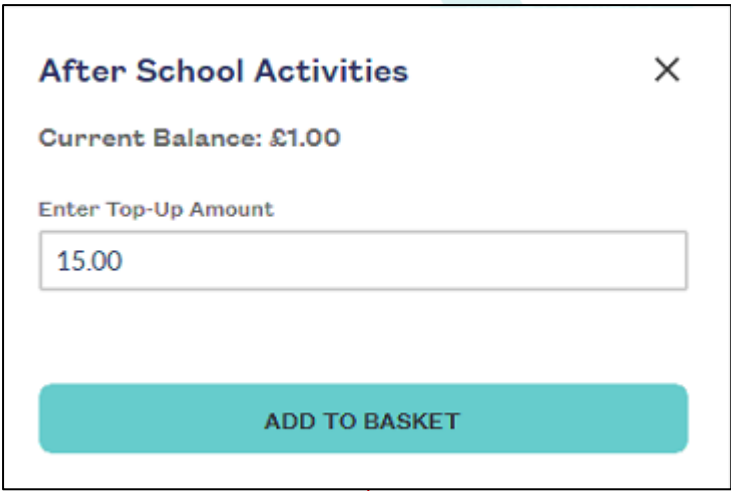 After School Activities
Current Balance: £1.00
Enter Top-Up Amount
15.00
ADD TO BASKET